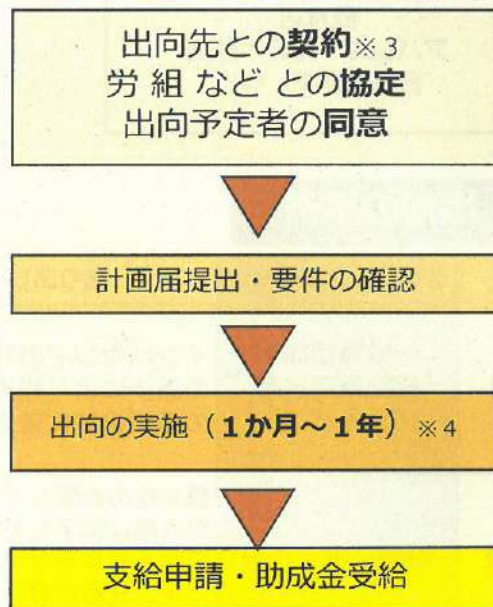 出向先との契約※3
労 組 など との協定
出向予定者の同意
計画届提出・要件の確認
出向の実施（１か月～１年）※4
支給申請・助成金受給